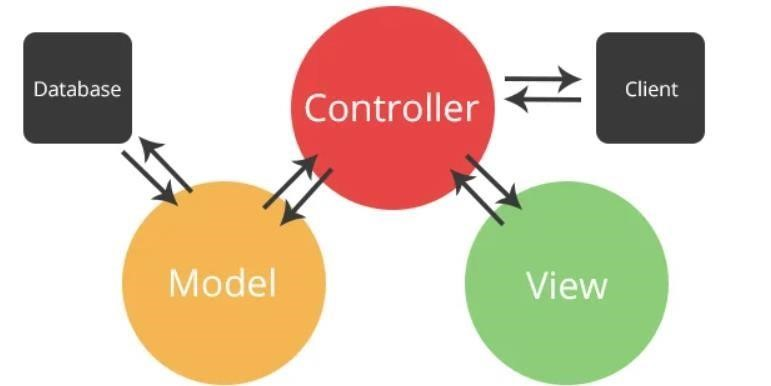 Database
Controller
Client
Model
View